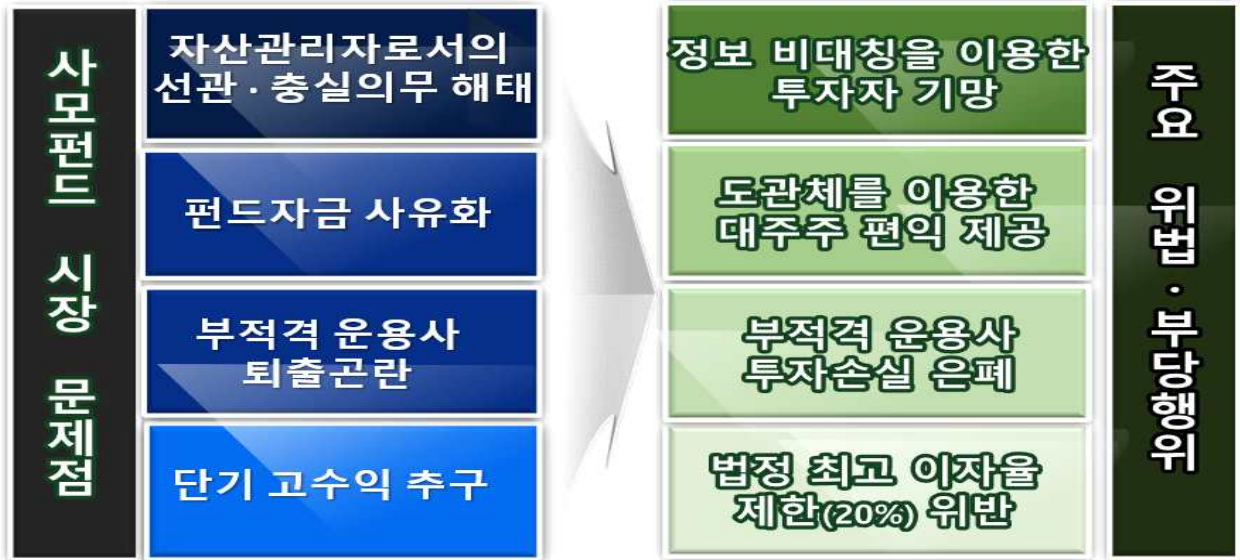 사모펀드 시장 문제점
자산관리자로서의
선관·충실의무 해태
펀드자금 사유화
부적격 운용사
퇴출곤란
단기 고수익 추구
정보 비대칭을 이용한
투자자 기망
도관체를 이용한
대주주 편익 제공
부적격 운용사
투자손실 은폐
법정 최고 이자율
제한(20%) 위반
주요 위법·부당행위